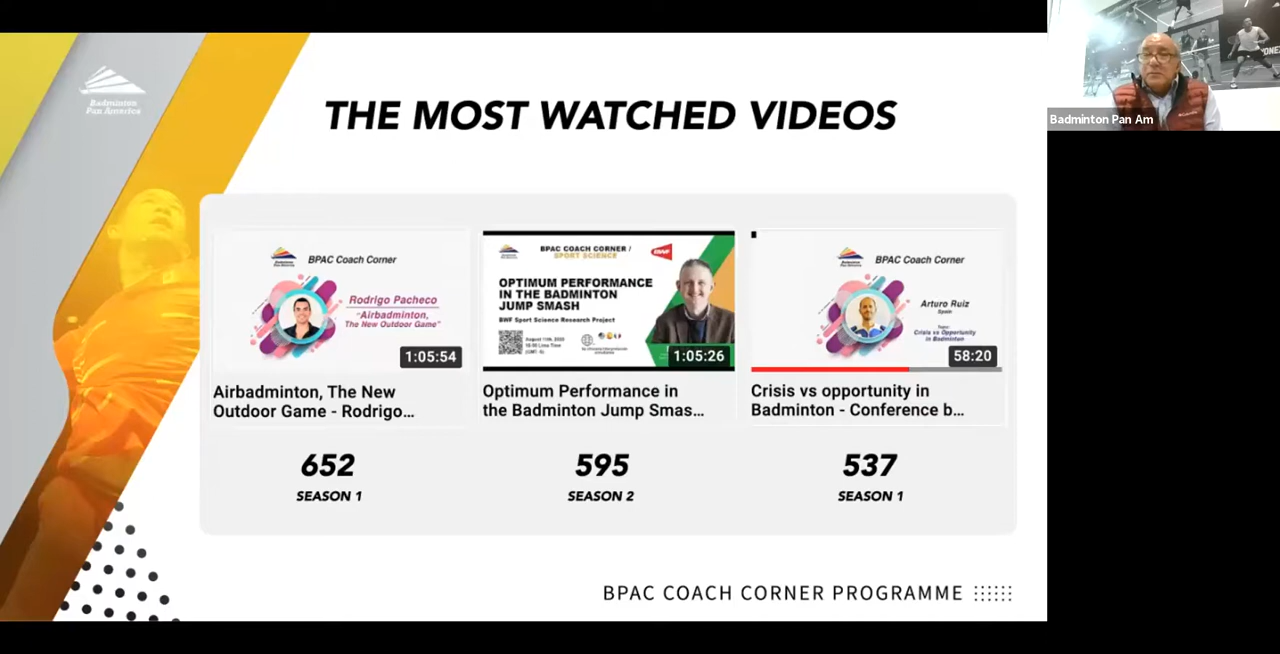 Badminton
Pan America
THE MOST WATCHED VIDEOS
BPAC Coach Corner
Rodrigo Pacheco
"Airbadminton,
The New Outdoor Game"
1:05:54
Airbadminton, The New
Outdoor Game - Rodrigo...
652
SEASON 1
BPAC COACH CORNER /
SPORT SCIENCE
BWF
OPTIMUM PERFORMANCE
IN THE BADMINTON
JUMP SMASH
BWF Sport Science Research Project
1:05:26
Optimum Performance in
the Badminton Jump Smas...
595
SEASON 2
BPAC Coach Corner
Arturo Ruiz
Spain
Crisis vs Opportunity
in Badminton
58:20
Crisis vs opportunity in
Badminton - Conference b...
537
SEASON 1
BPAC COACH CORNER PROGRAMME
Badminton Pan Am